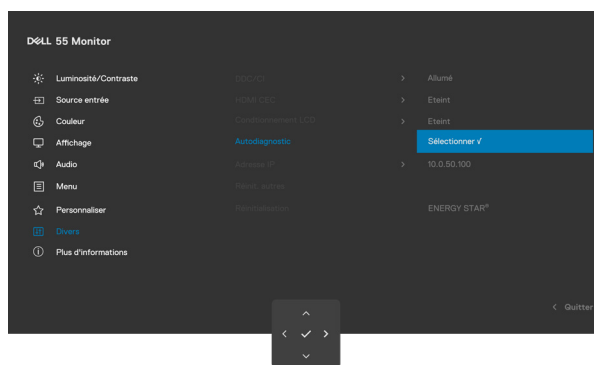 DELL 55 Monitor
Luminosité/Contraste DDC/CI > Allumé
Source entrée HDMI CEC > Eteint
Couleur Conditionnement LCD > Eteint
Affichage Autodiagnostic Sélectionner √
Audio Adresse IP > 10.0.50.100
Menu Réinit. autres
Personnaliser Réinitialisation ENERGY STAR®
Divers
Plus d'informations
< Quitter